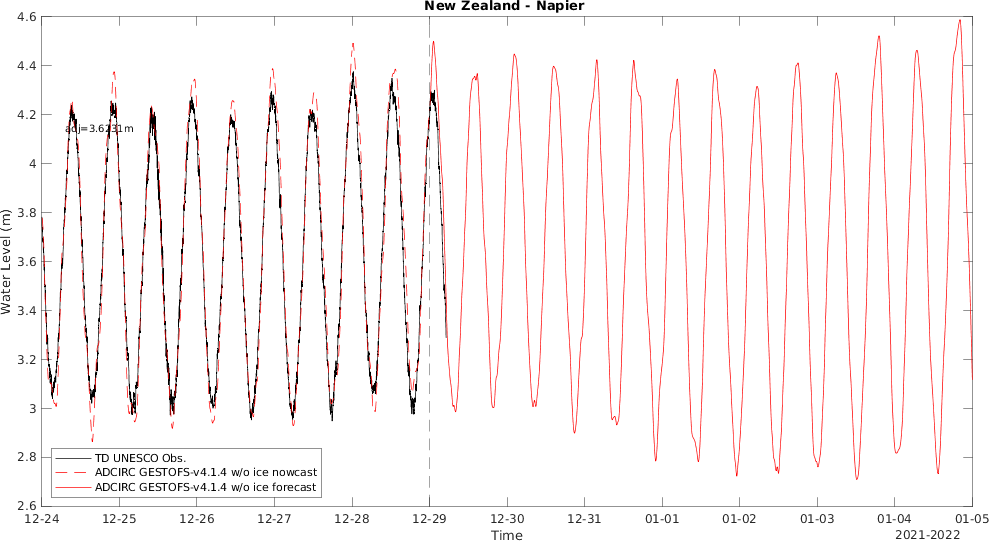 New Zealand - Napier
4.6
4.4
4.2
4
3.8
3.6
3.4
3.2
3
2.8
2.6
Water Level (m)
adj=3.6231m
TD UNESCO Obs.
ADCIRC GESTOFS-v4.1.4 w/o ice nowcast
ADCIRC GESTOFS-v4.1.4 w/o ice forecast
12-24 12-25 12-26 12-27 12-28 12-29 12-30 12-31 01-01 01-02 01-03 01-04 01-05
Time
2021-2022